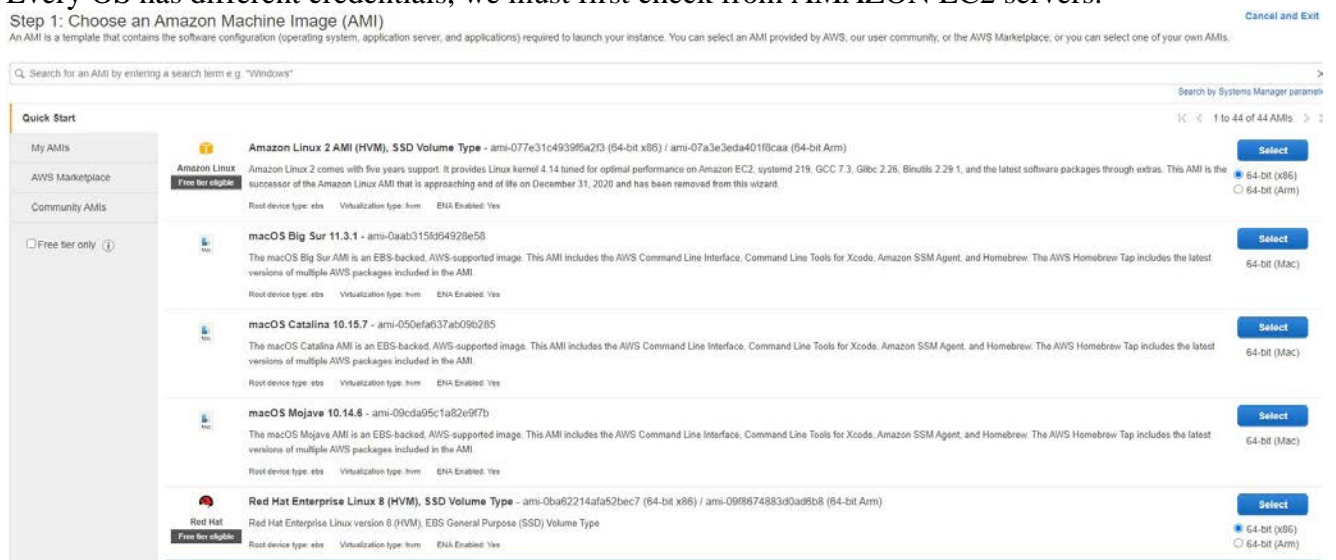 Every OS has different credentials, we must first check from AMAZON EC2 servers.
Step 1: Choose an Amazon Machine Image (AMI)
Cancel and Exit
An AMI is a template that contains the software configuration (operating system, application server, and applications) required to launch your instance. You can select an AMI provided by AWS, our user community, or the AWS Marketplace; or you can select one of your own AMIs.
Search for an AMI by entering a search term e.g. "Windows"
Search by Systems Manager
Quick Start
1 to 44 of 44 AMIs
My AMIs
AWS Marketplace
Community AMIs
Free tier only
Amazon Linux
Free tier eligible
Amazon Linux 2 AMI (HVM), SSD Volume Type - ami-077e31c4939f6a2f3 (64-bit x86) / ami-07a3e3eda401f8caa (64-bit Arm)
Amazon Linux 2 comes with five years support. It provides Linux kernel 4.14 tuned for optimal performance on Amazon EC2, systemd 219, GCC 7.3, Glibc 2.26, Binutils 2.29.1, and the latest software packages through extras. This AMI is the
successor of the Amazon Linux AMI that is approaching end of life on December 31, 2020 and has been removed from this wizard.
Root device type: ebs Virtualization type: hvm ENA Enabled: Yes
Select
64-bit (x86)
64-bit (Arm)
Mac
macOS Big Sur 11.3.1 - ami-0aab315fd64928e58
The macOS Big Sur AMI is an EBS-backed, AWS-supported image. This AMI includes the AWS Command Line Interface, Command Line Tools for Xcode, Amazon SSM Agent, and Homebrew. The AWS Homebrew Tap includes the latest
versions of multiple AWS packages included in the AMI.
Root device type: ebs Virtualization type: hvm ENA Enabled: Yes
Select
64-bit (Mac)
Mac
macOS Catalina 10.15.7 - ami-050efa637ab09b285
The macOS Catalina AMI is an EBS-backed, AWS-supported image. This AMI includes the AWS Command Line Interface, Command Line Tools for Xcode, Amazon SSM Agent, and Homebrew. The AWS Homebrew Tap includes the latest
versions of multiple AWS packages included in the AMI.
Root device type: ebs Virtualization type: hvm ENA Enabled: Yes
Select
64-bit (Mac)
Mac
macOS Mojave 10.14.6 - ami-09cda95c1a82e9f7b
The macOS Mojave AMI is an EBS-backed, AWS-supported image. This AMI includes the AWS Command Line Interface, Command Line Tools for Xcode, Amazon SSM Agent, and Homebrew. The AWS Homebrew Tap includes the latest
versions of multiple AWS packages included in the AMI.
Root device type: ebs Virtualization type: hvm ENA Enabled: Yes
Select
64-bit (Mac)
Red Hat
Free tier eligible
Red Hat Enterprise Linux 8 (HVM), SSD Volume Type - ami-0ba62214afa52bec7 (64-bit x86) / ami-09f8674883d0ad6b8 (64-bit Arm)
Red Hat Enterprise Linux version 8 (HVM), EBS General Purpose (SSD) Volume Type
Root device type: ebs Virtualization type: hvm ENA Enabled: Yes
Select
64-bit (x86)
64-bit (Arm)